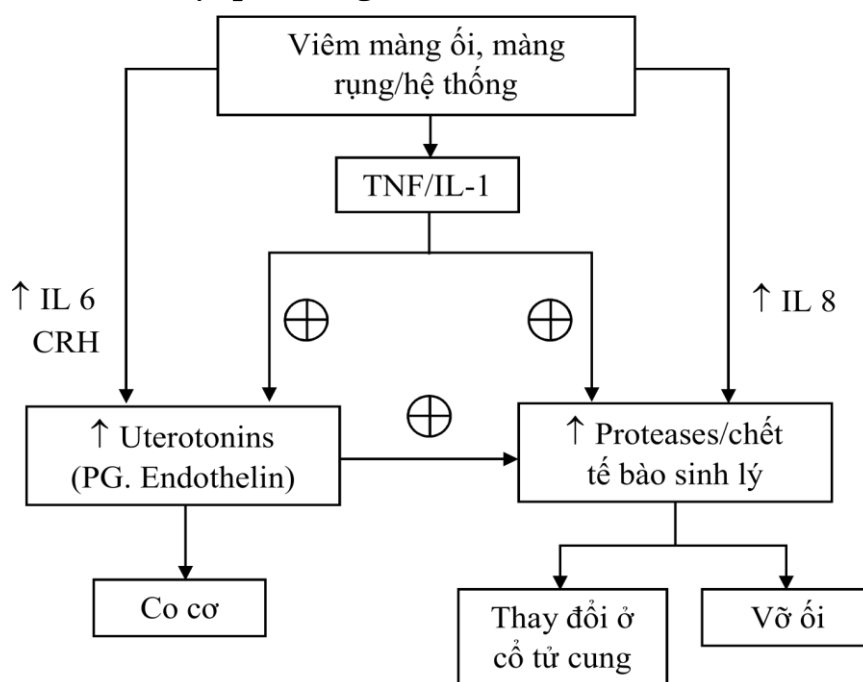 Viêm màng ối, màng
rụng/hệ thống
TNF/IL-1
↑ IL 6
CRH
↑ IL 8
↑ Uterotonins
(PG. Endothelin)
↑ Proteases/chết
tế bào sinh lý
Co cơ
Thay đổi ở
cổ tử cung
Vỡ ối